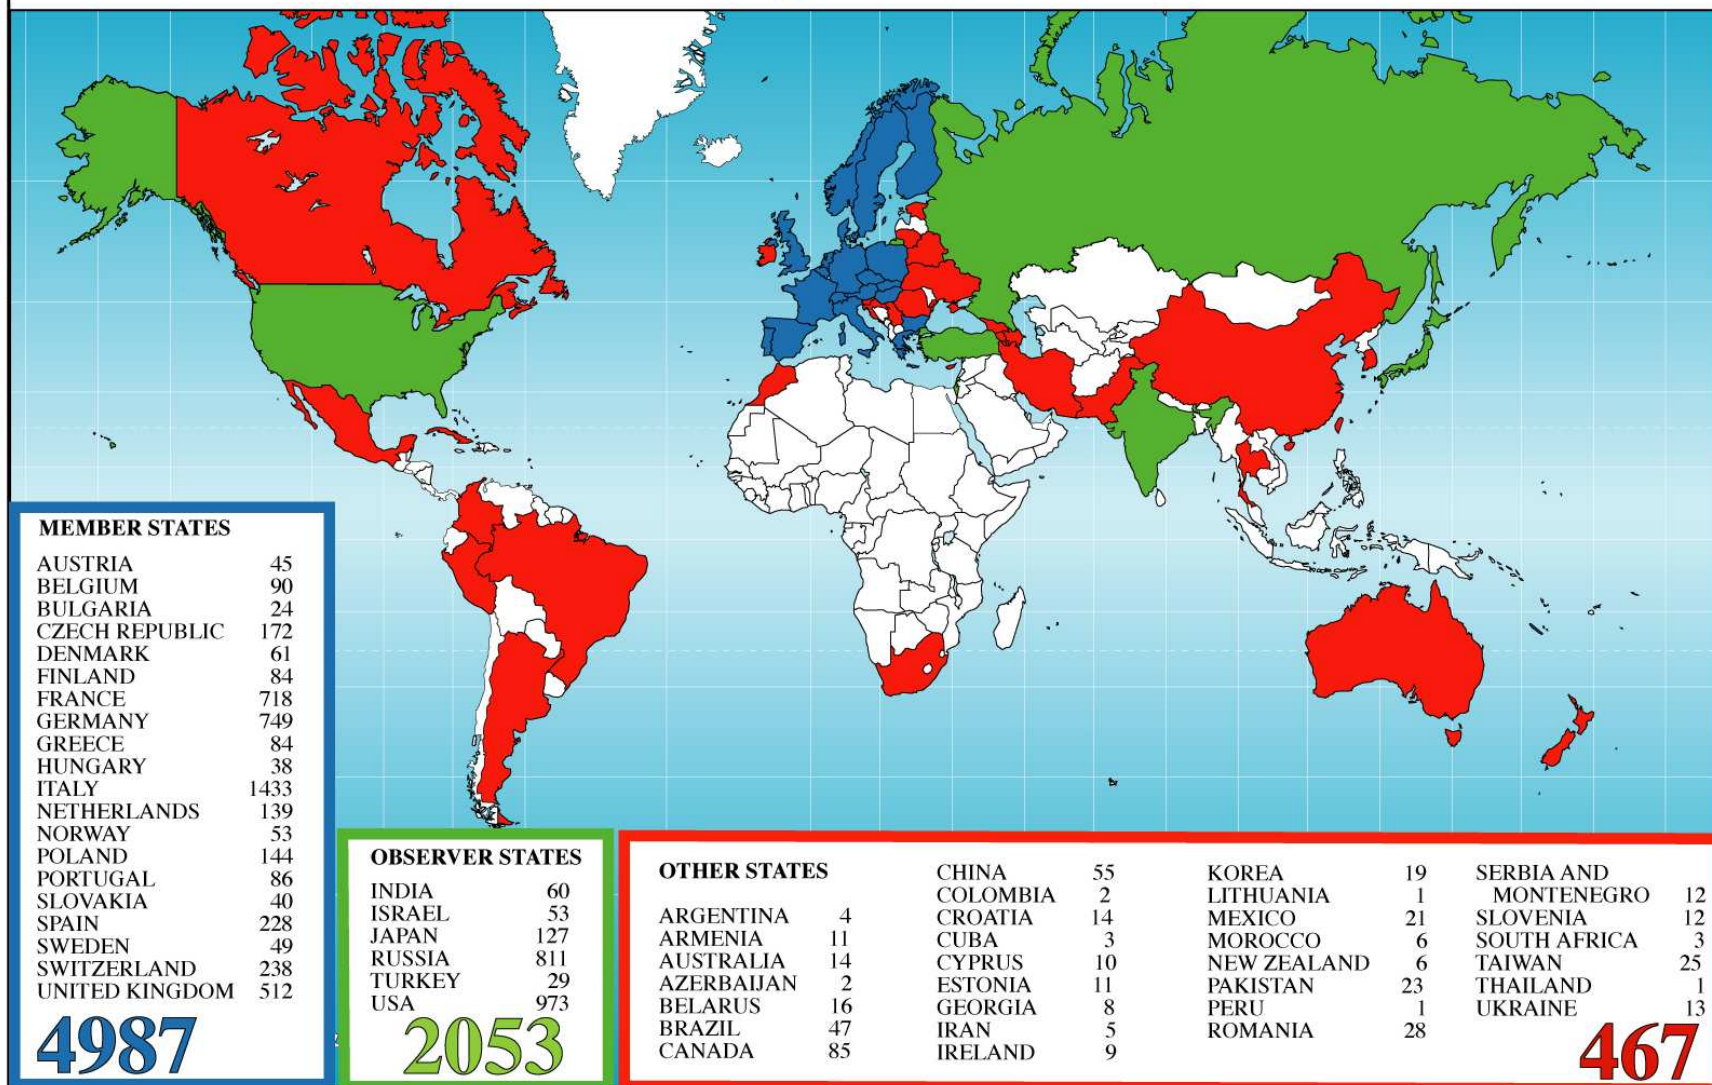 MEMBER STATES
AUSTRIA 45
BELGIUM 90
BULGARIA 24
CZECH REPUBLIC 172
DENMARK 61
FINLAND 84
FRANCE 718
GERMANY 749
GREECE 84
HUNGARY 38
ITALY 1433
NETHERLANDS 139
NORWAY 53
POLAND 144
PORTUGAL 86
SLOVAKIA 40
SPAIN 228
SWEDEN 49
SWITZERLAND 238
UNITED KINGDOM 512
4987
OBSERVER STATES
INDIA 60
ISRAEL 53
JAPAN 127
RUSSIA 811
TURKEY 29
USA 973
2053
OTHER STATES
ARGENTINA 4
ARMENIA 11
AUSTRALIA 14
AZERBAIJAN 2
BELARUS 16
BRAZIL 47
CANADA 85
CHINA 55
COLOMBIA 2
CROATIA 14
CUBA 3
CYPRUS 10
ESTONIA 11
GEORGIA 8
IRAN 5
IRELAND 9
KOREA 19
LITHUANIA 1
MEXICO 21
MOROCCO 6
NEW ZEALAND 6
PAKISTAN 23
PERU 1
ROMANIA 28
SERBIA AND
MONTENEGRO 12
SLOVENIA 12
SOUTH AFRICA 3
TAIWAN 25
THAILAND 1
UKRAINE 13
467